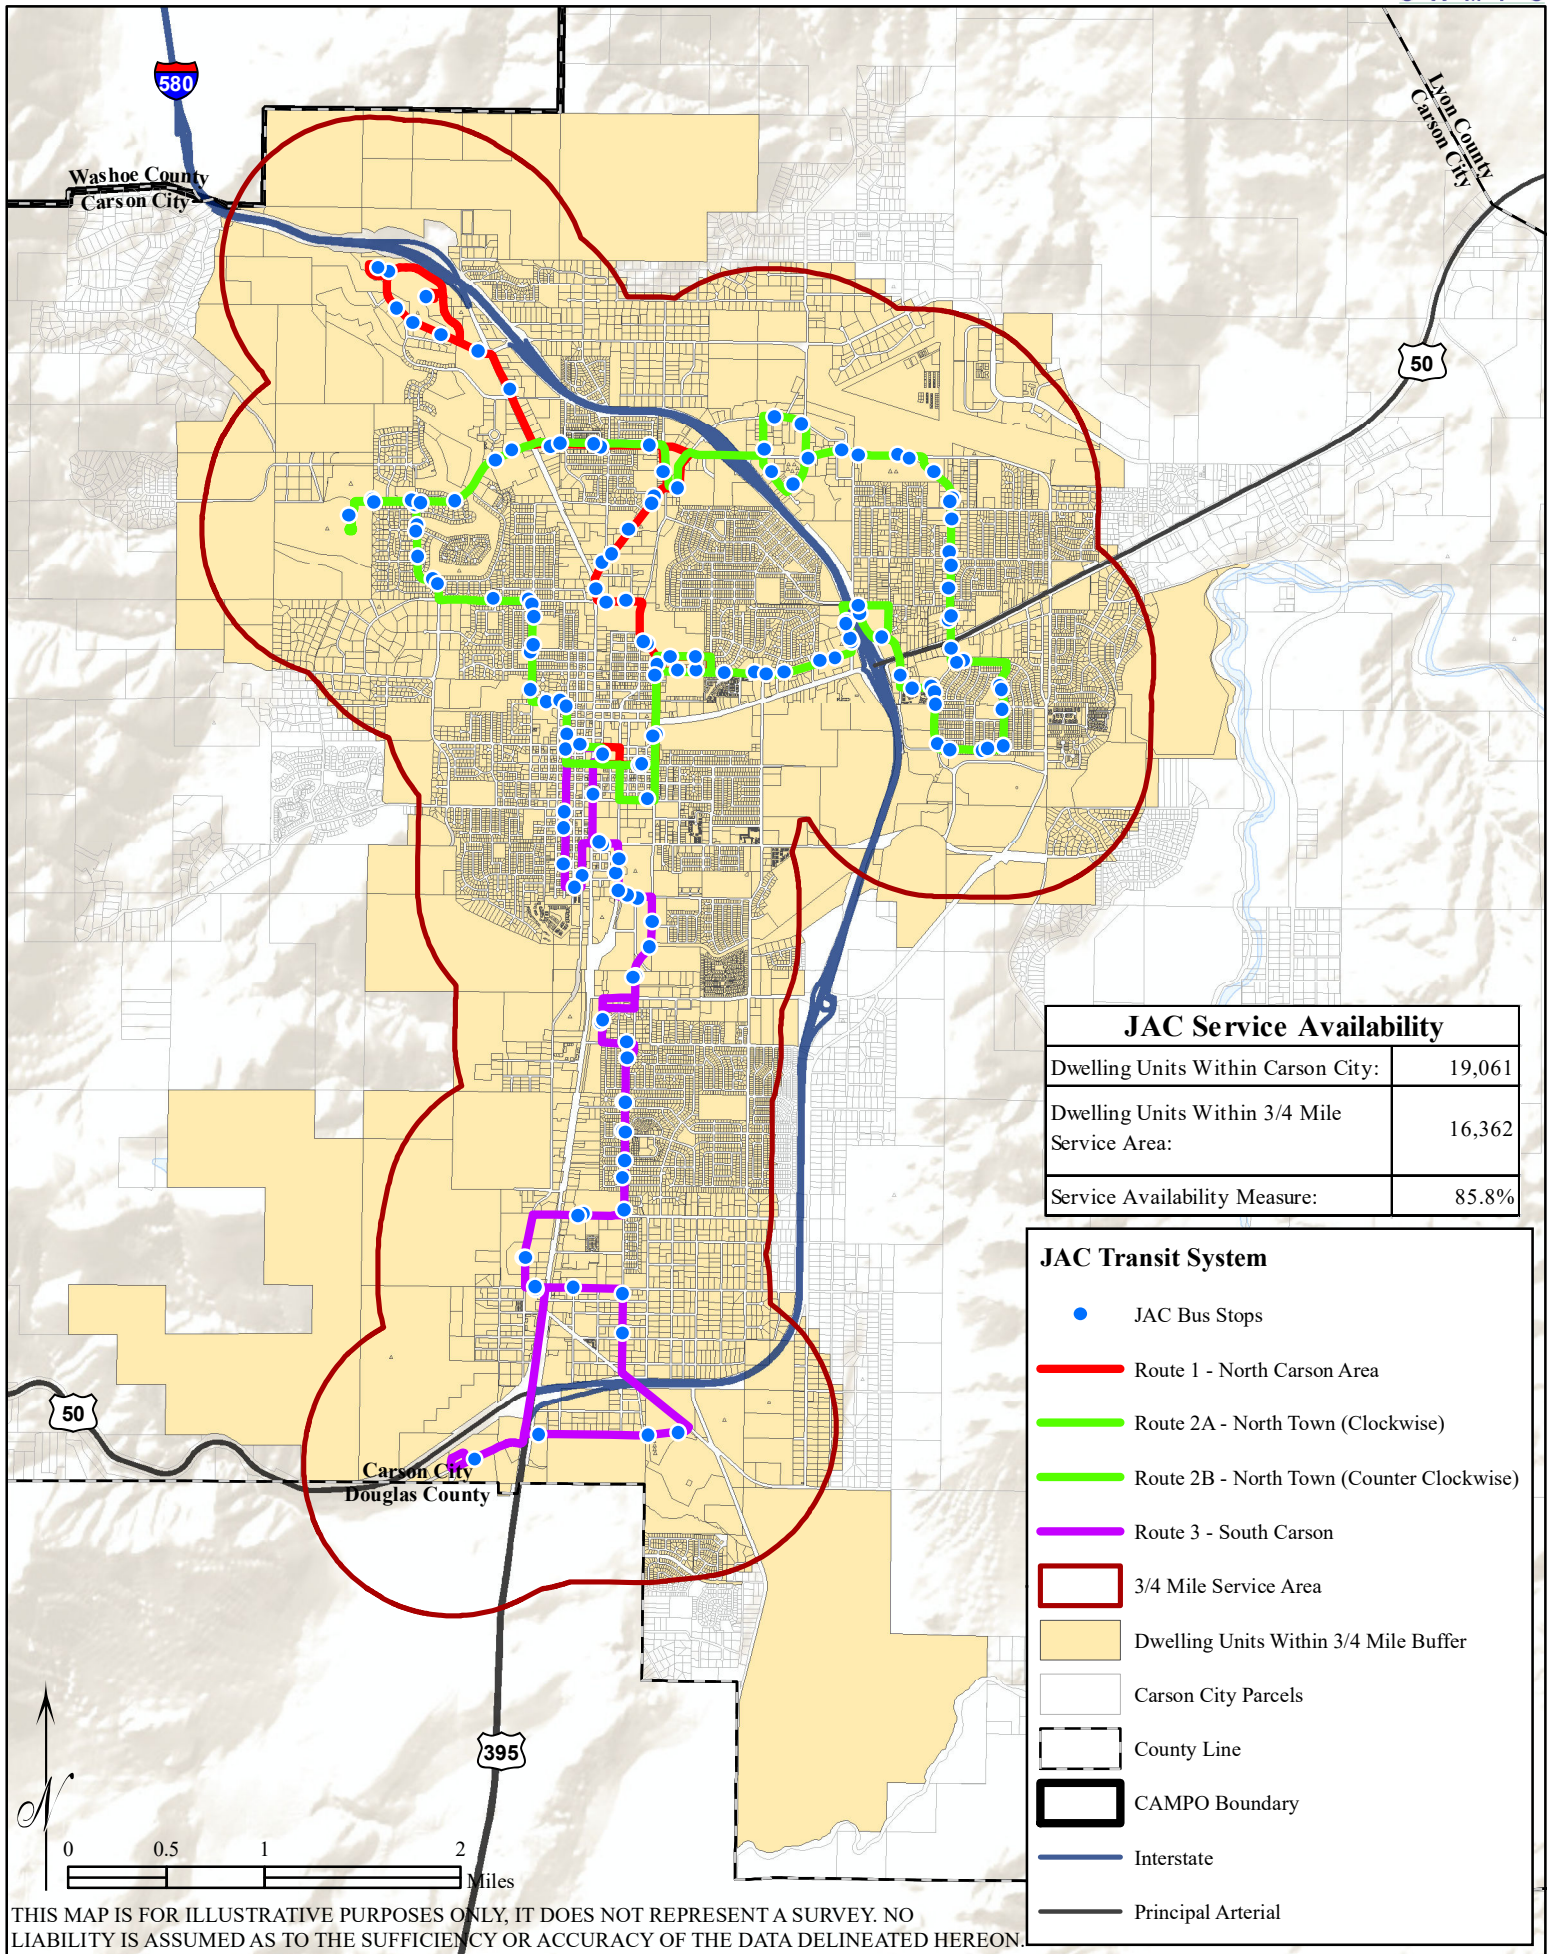 580
Washoe County
Carson City
Lyon County
Carson City
50
JAC Service Availability
Dwelling Units Within Carson City: 19,061
Dwelling Units Within 3/4 Mile
Service Area: 16,362
Service Availability Measure: 85.8%
JAC Transit System
JAC Bus Stops
Route 1 - North Carson Area
Route 2A - North Town (Clockwise)
Route 2B - North Town (Counter Clockwise)
Route 3 - South Carson
3/4 Mile Service Area
Dwelling Units Within 3/4 Mile Buffer
Carson City Parcels
County Line
CAMPO Boundary
Interstate
Principal Arterial
50
Carson City
Douglas County
395
N
0 0.5 1 2
Miles
THIS MAP IS FOR ILLUSTRATIVE PURPOSES ONLY, IT DOES NOT REPRESENT A SURVEY. NO
LIABILITY IS ASSUMED AS TO THE SUFFICIENCY OR ACCURACY OF THE DATA DELINEATED HEREON.